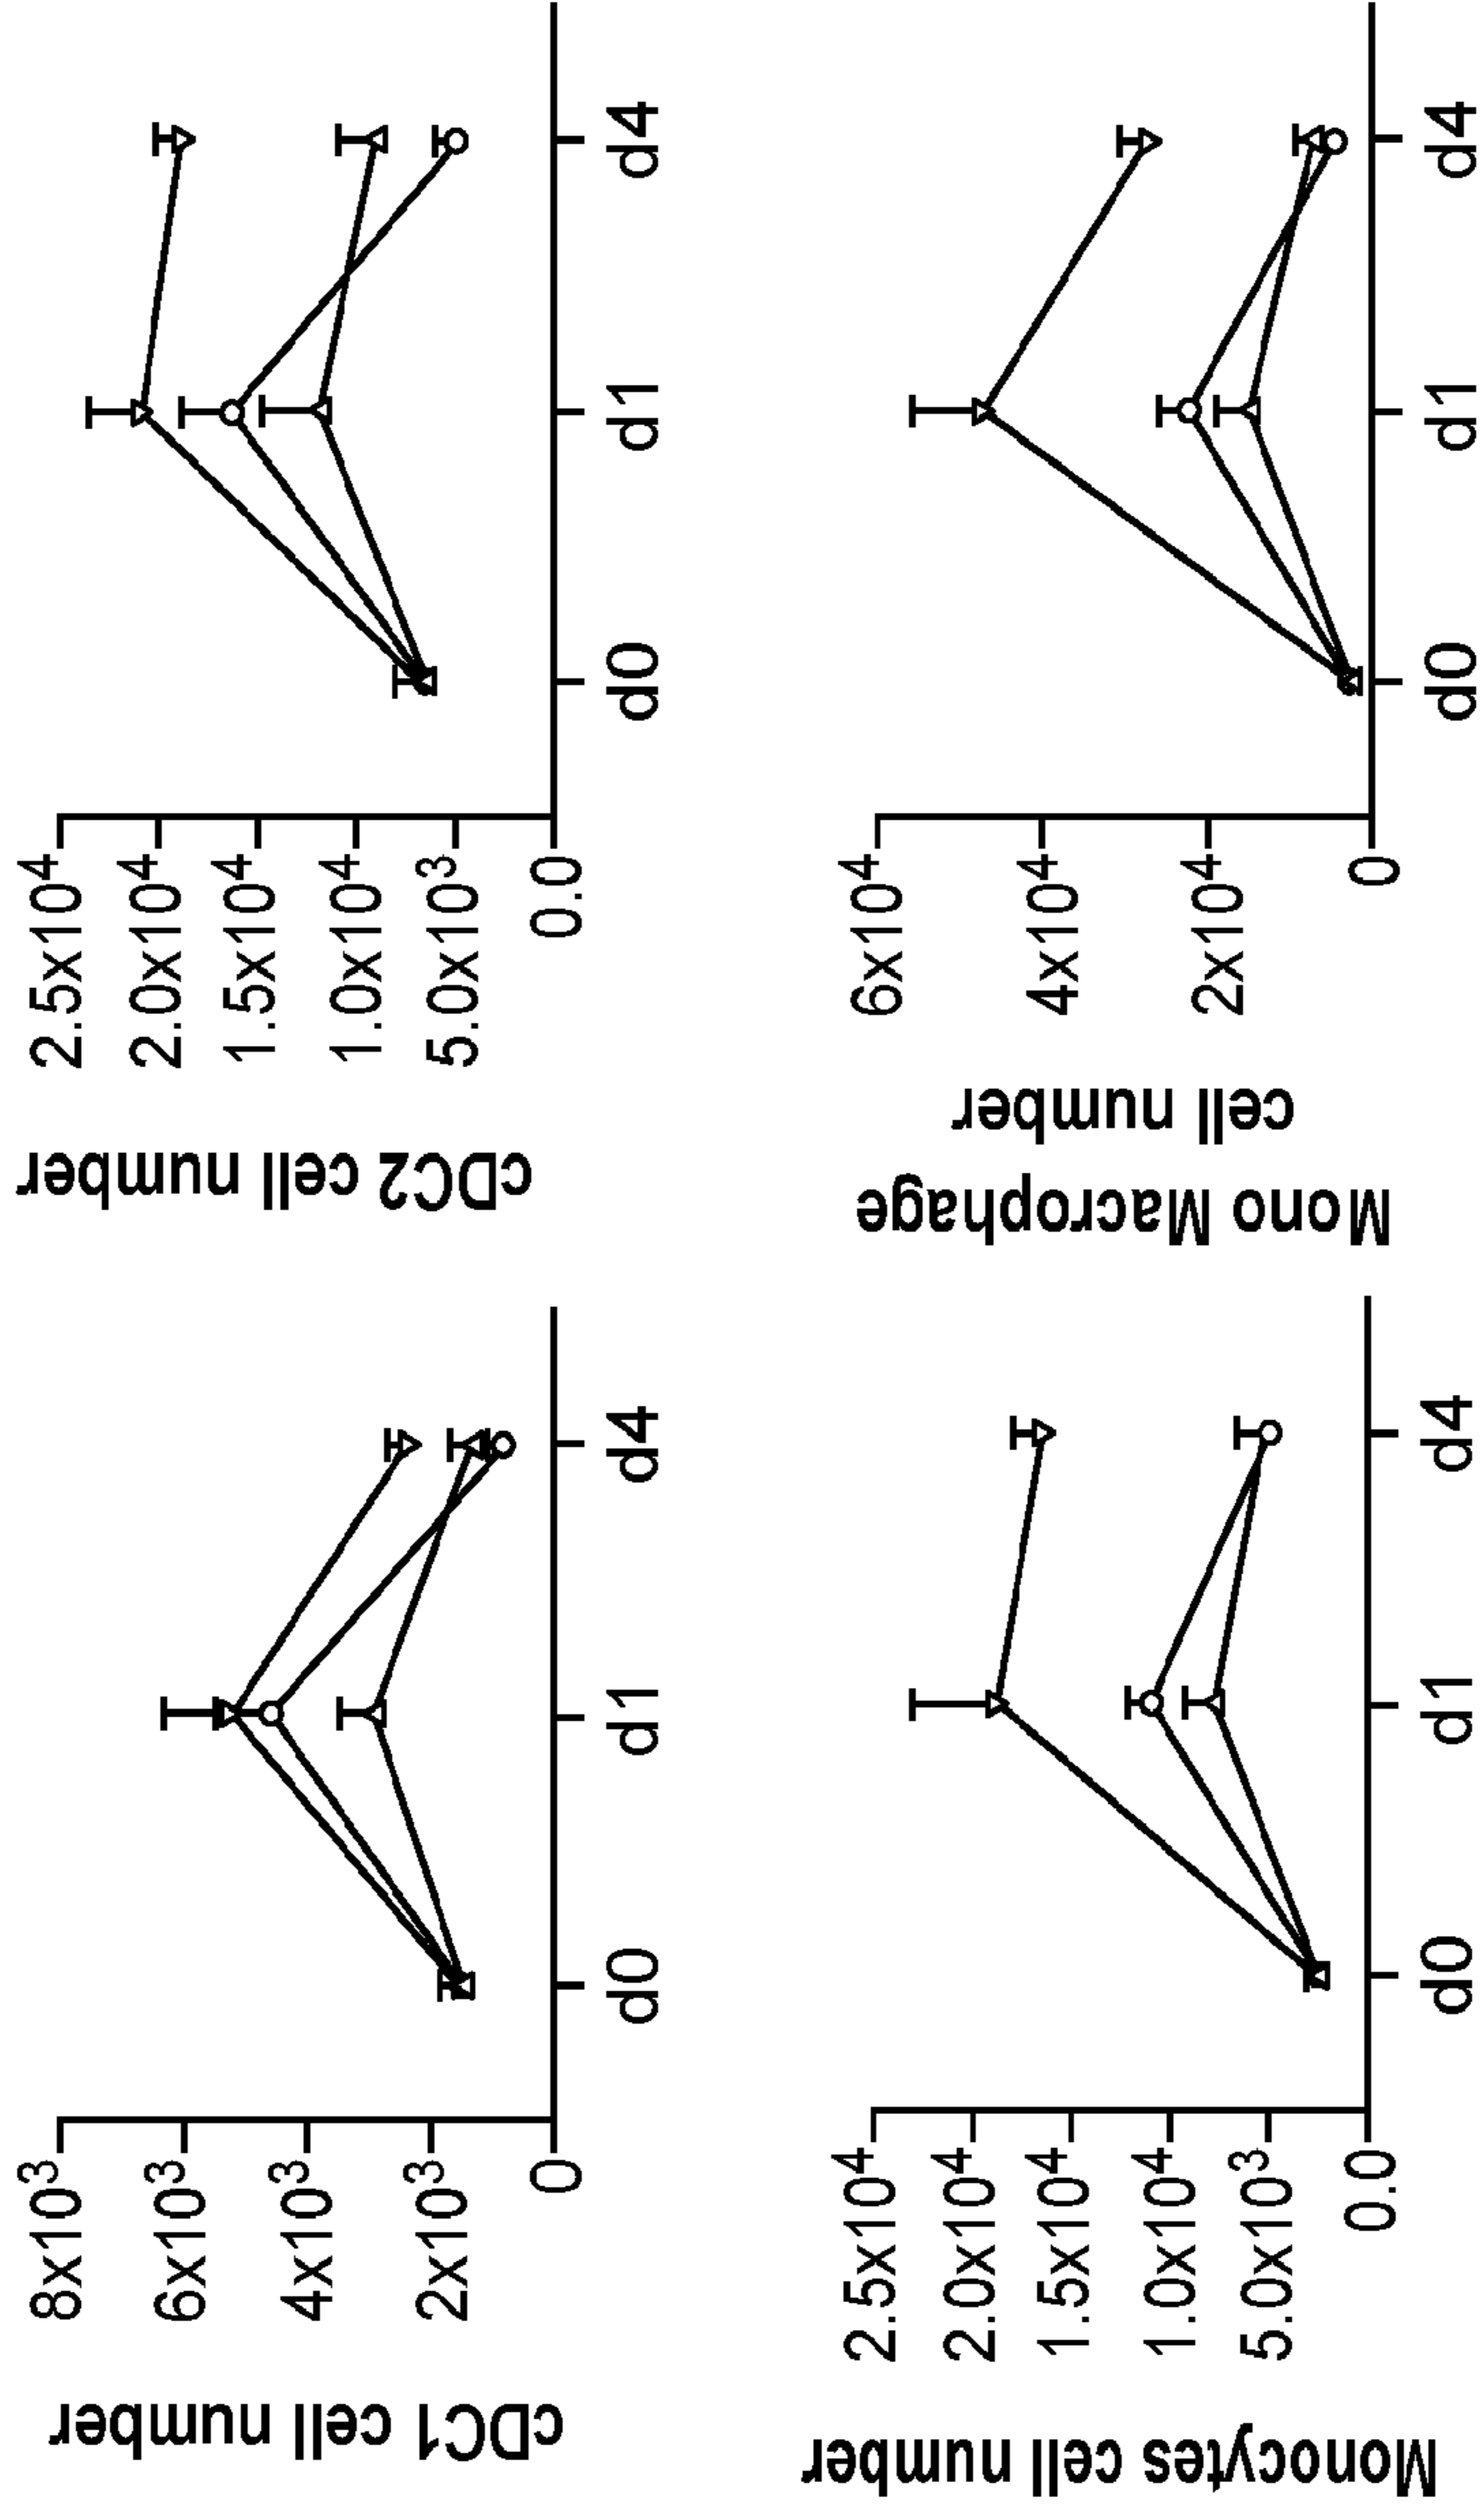 cDC1 cell number
8x10³
6x10³
4x10³
2x10³
0
d0 d1 d4
cDC2 cell number
2.5x10⁴
2.0x10⁴
1.5x10⁴
1.0x10⁴
5.0x10³
0.0
d0 d1 d4
Monocytes cell number
2.5x10⁴
2.0x10⁴
1.5x10⁴
1.0x10⁴
5.0x10³
0.0
d0 d1 d4
Mono Macrophage
cell number
6x10⁴
4x10⁴
2x10⁴
0
d0 d1 d4